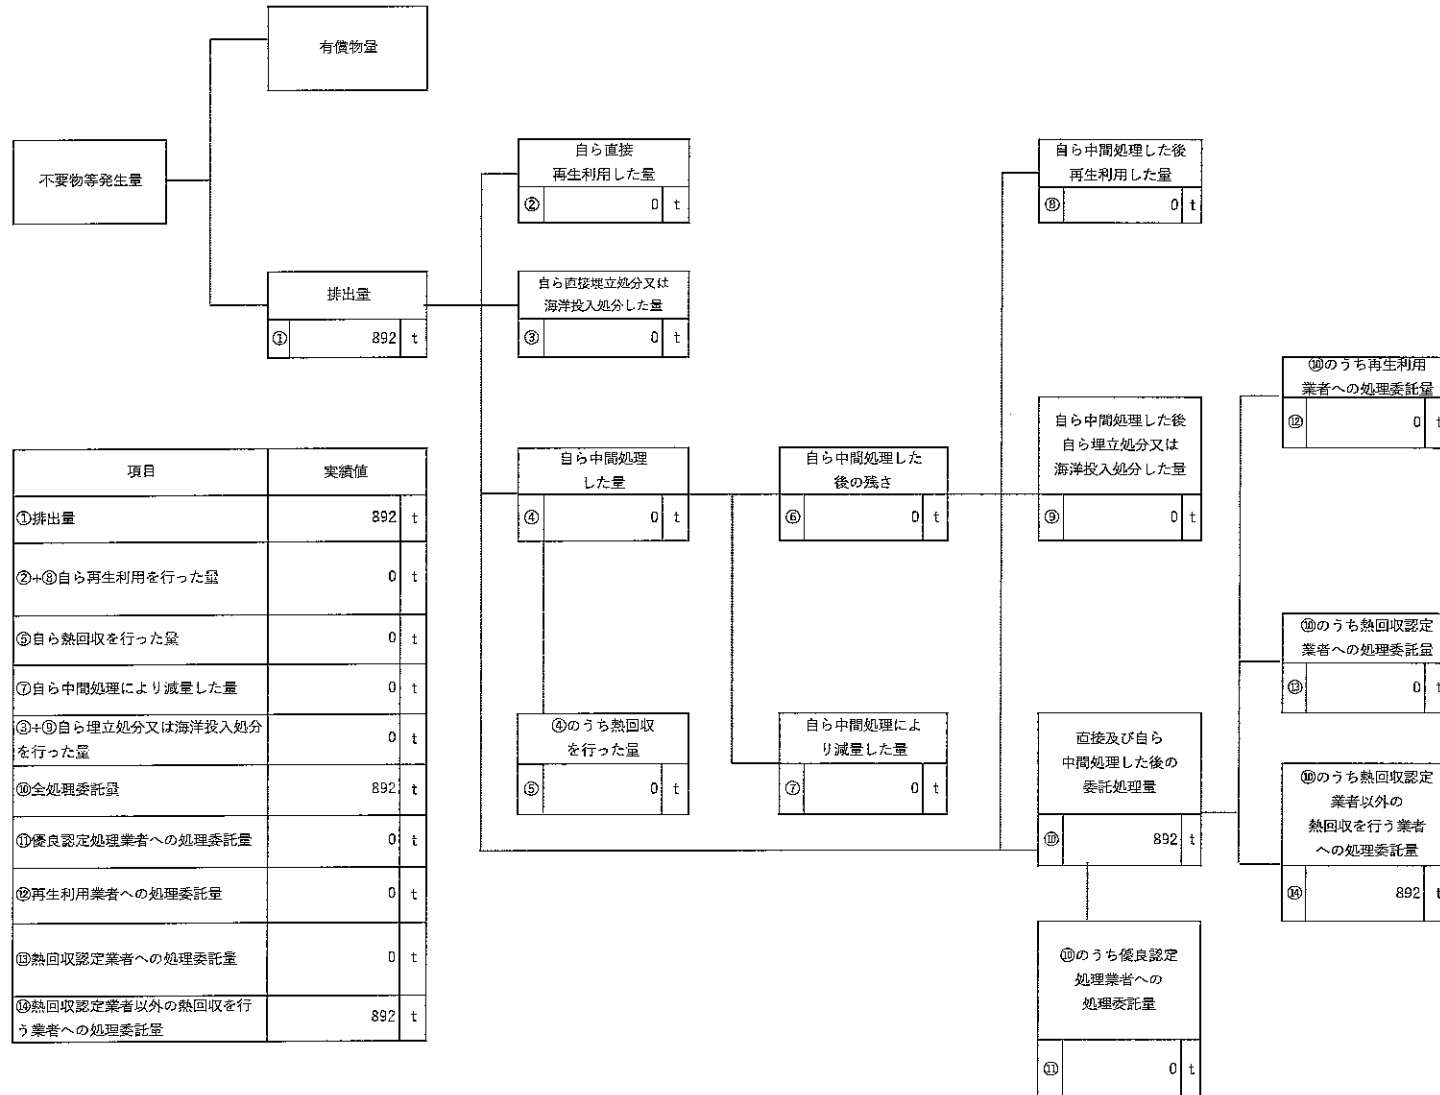 有償物量
不要物等発生量
排出量
① 892 t
自ら直接
再生利用した量
② 0 t
自ら直接埋立処分又は
海洋投入処分した量
③ 0 t
自ら中間処理
した量
④ 0 t
④のうち熱回収
を行った量
⑤ 0 t
自ら中間処理した
後の残さ
⑥ 0 t
自ら中間処理によ
り減量した量
⑦ 0 t
自ら中間処理した後
再生利用した量
⑧ 0 t
自ら中間処理した後
自ら埋立処分又は
海洋投入処分した量
⑨ 0 t
直接及び自ら
中間処理した後の
委託処理量
⑩ 892 t
⑩のうち優良認定
処理業者への
処理委託量
⑪ 0 t
⑩のうち再生利用
業者への処理委託量
⑫ 0 t
⑩のうち熱回収認定
業者への処理委託量
⑬ 0 t
⑩のうち熱回収認定
業者以外の
熱回収を行う業者
への処理委託量
⑭ 892 t
項目 実績値
①排出量 892 t
②+⑧自ら再生利用を行った量 0 t
⑤自ら熱回収を行った量 0 t
⑦自ら中間処理により減量した量 0 t
③+⑨自ら埋立処分又は海洋投入処分
を行った量 0 t
⑩全処理委託量 892 t
⑪優良認定処理業者への処理委託量 0 t
⑫再生利用業者への処理委託量 0 t
⑬熱回収認定業者への処理委託量 0 t
⑭熱回収認定業者以外の熱回収を行
う業者への処理委託量 892 t